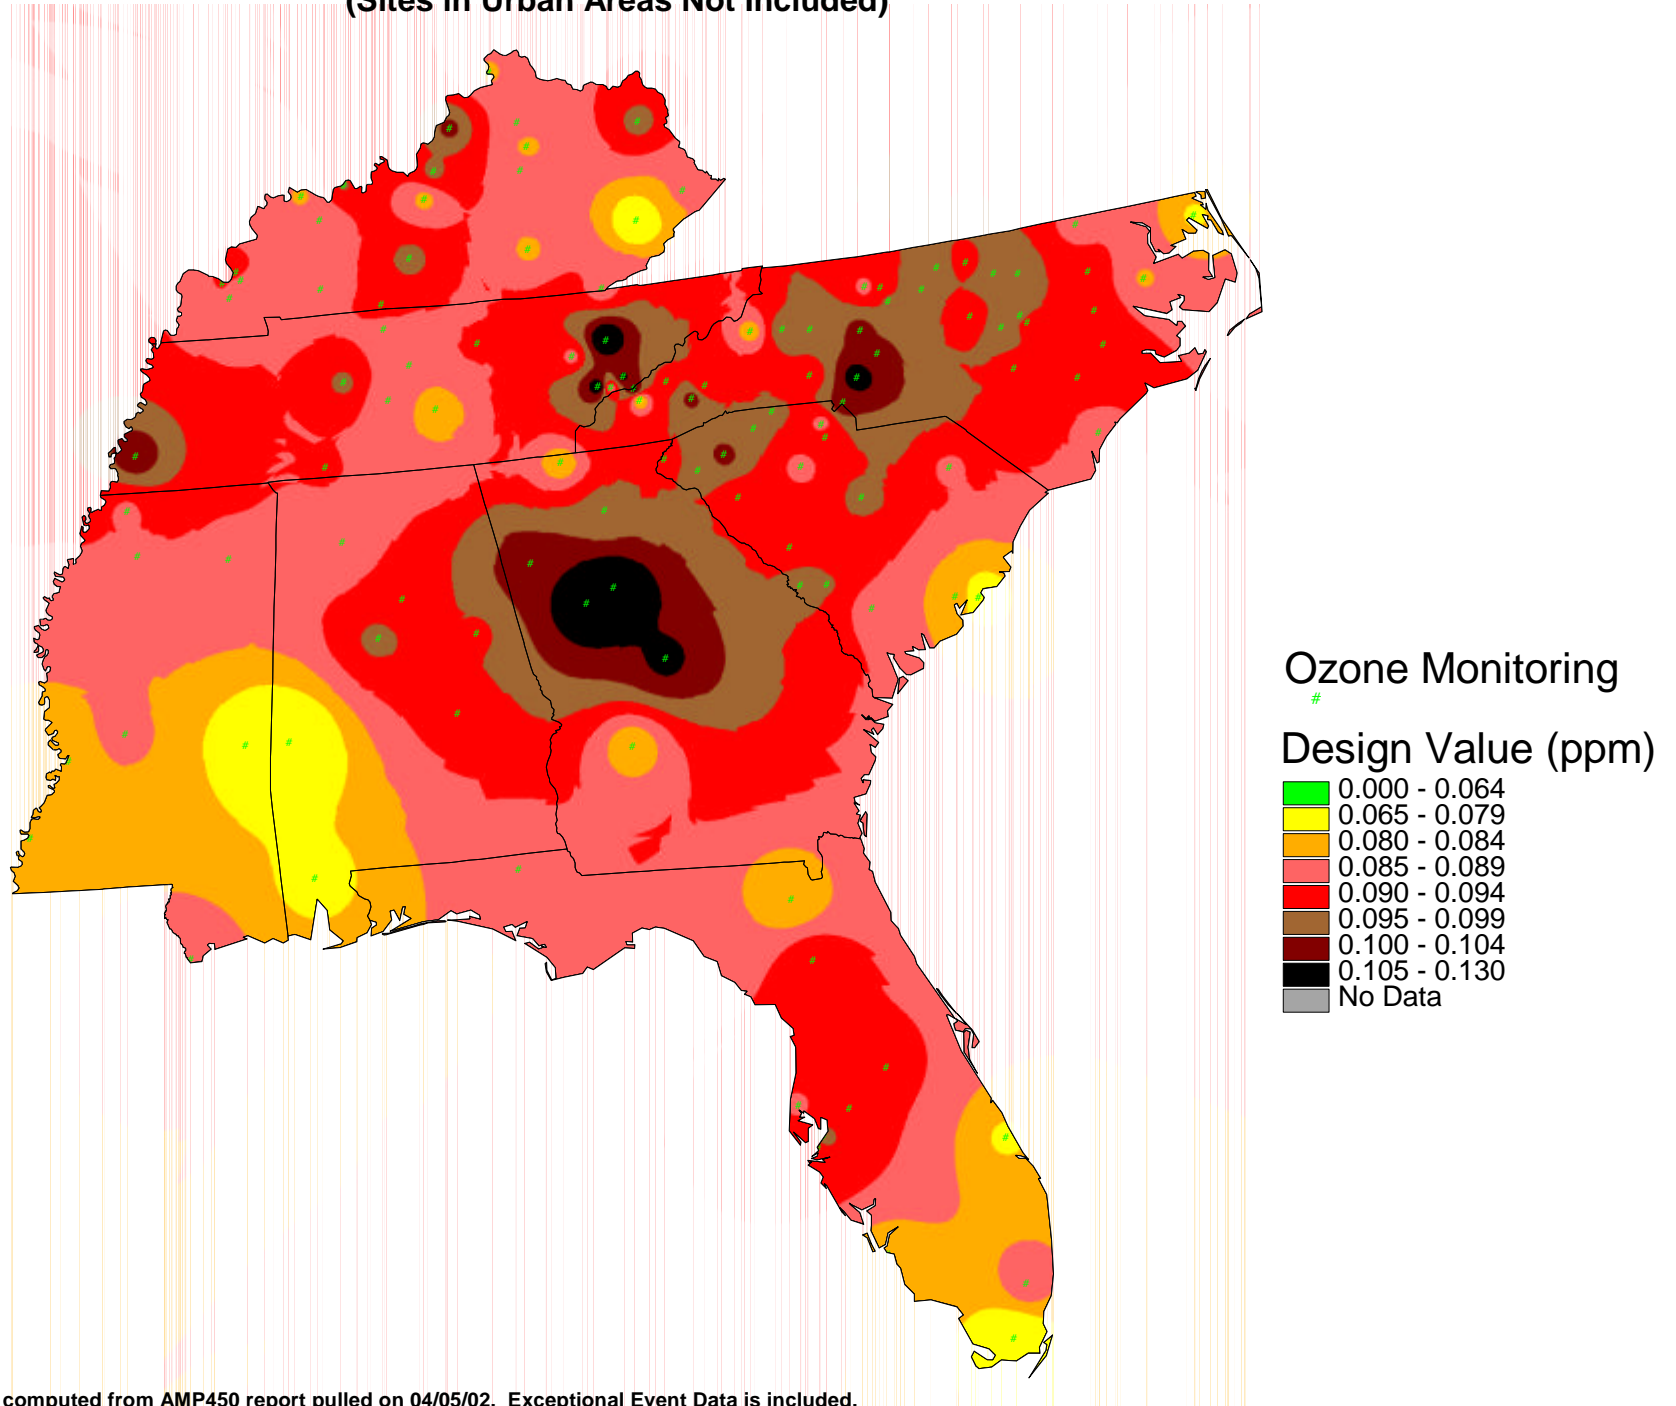 (Sites in Urban Areas Not Included)
Ozone Monitoring
#
Design Value (ppm)
0.000 - 0.064
0.065 - 0.079
0.080 - 0.084
0.085 - 0.089
0.090 - 0.094
0.095 - 0.099
0.100 - 0.104
0.105 - 0.130
No Data
computed from AMP450 report pulled on 04/05/02. Exceptional Event Data is included.